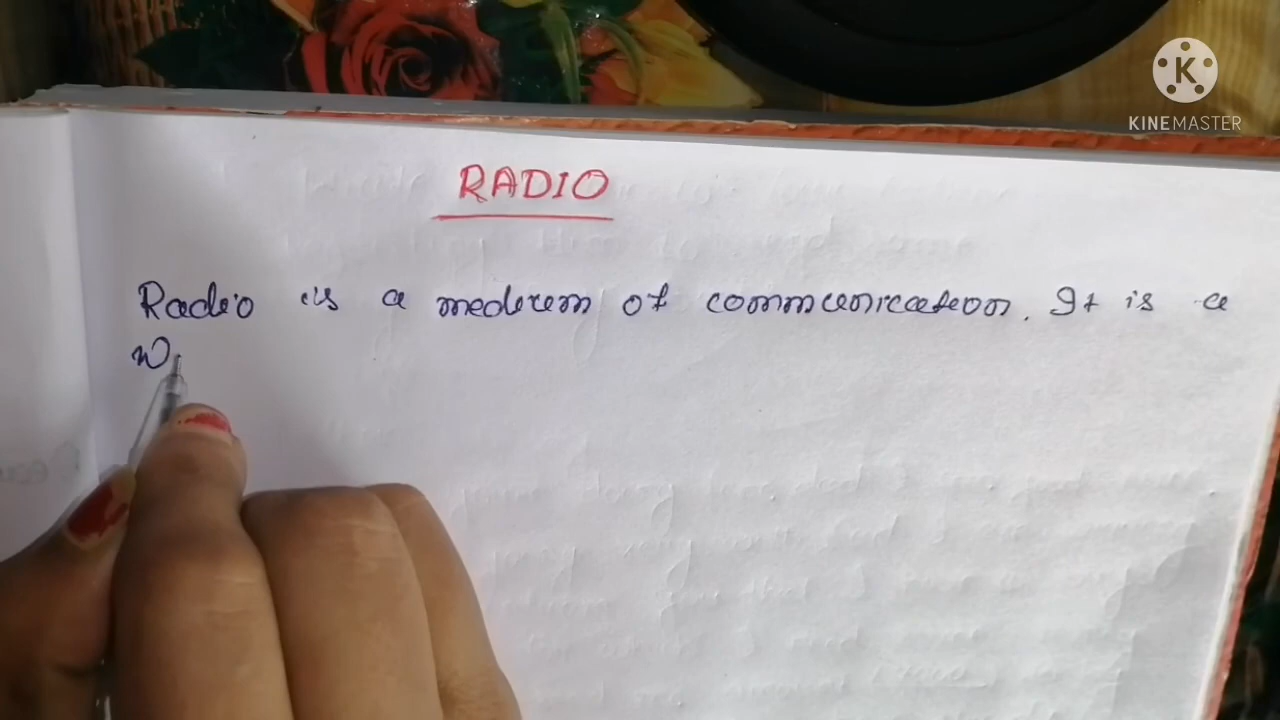 KINEMASTER
RADIO
Radio is a medium of communication. It is a
W